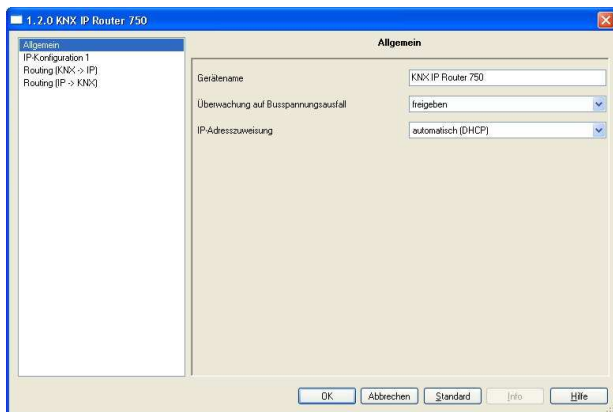 1.2.0 KNX IP Router 750
Allgemein
IP-Konfiguration 1
Routing (KNX -> IP)
Routing (IP -> KNX)
Allgemein
Gerätename
KNX IP Router 750
Überwachung auf Busspannungsausfall
freigeben
IP-Adresszuweisung
automatisch (DHCP)
OK
Abbrechen
Standard
Info
Hilfe